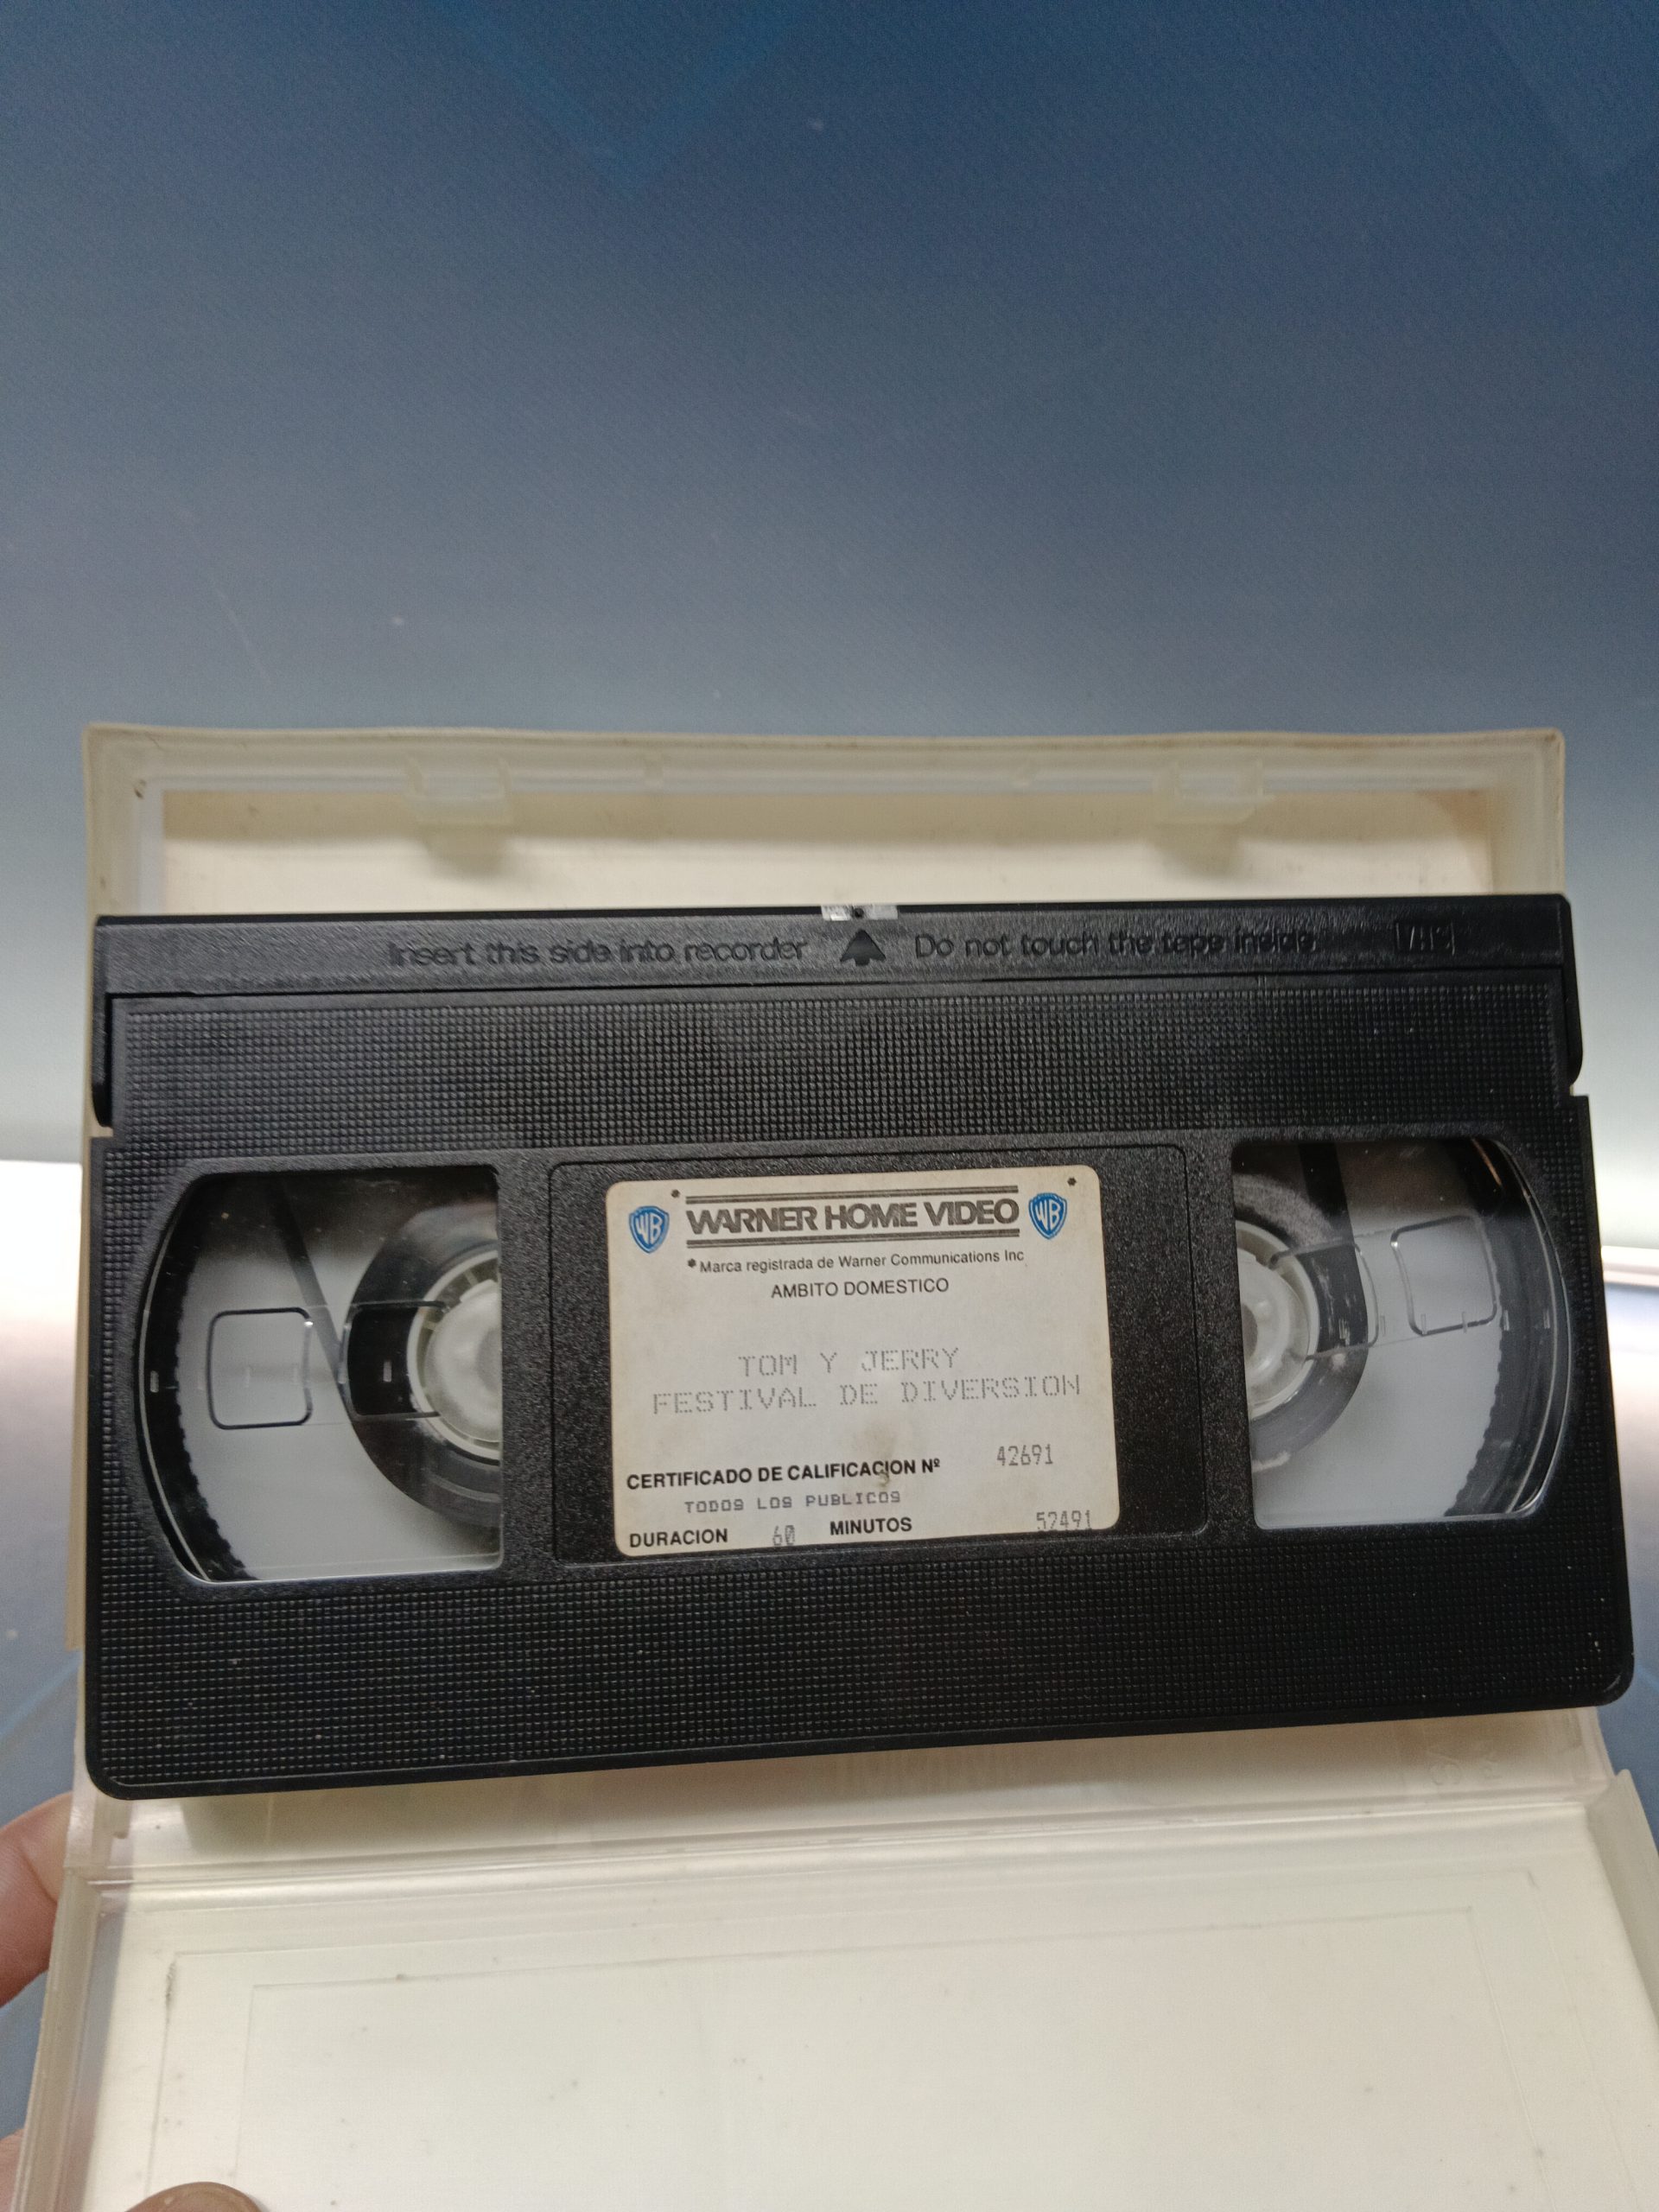 Insert this side into recorder Do not touch the tape inside VHS
WB WARNER HOME VIDEO WB
* Marca registrada de Warner Communications Inc
AMBITO DOMESTICO
TOM Y JERRY
FESTIVAL DE DIVERSION
CERTIFICADO DE CALIFICACION Nº 42691
TODOS LOS PUBLICOS
DURACION 60 MINUTOS 52491